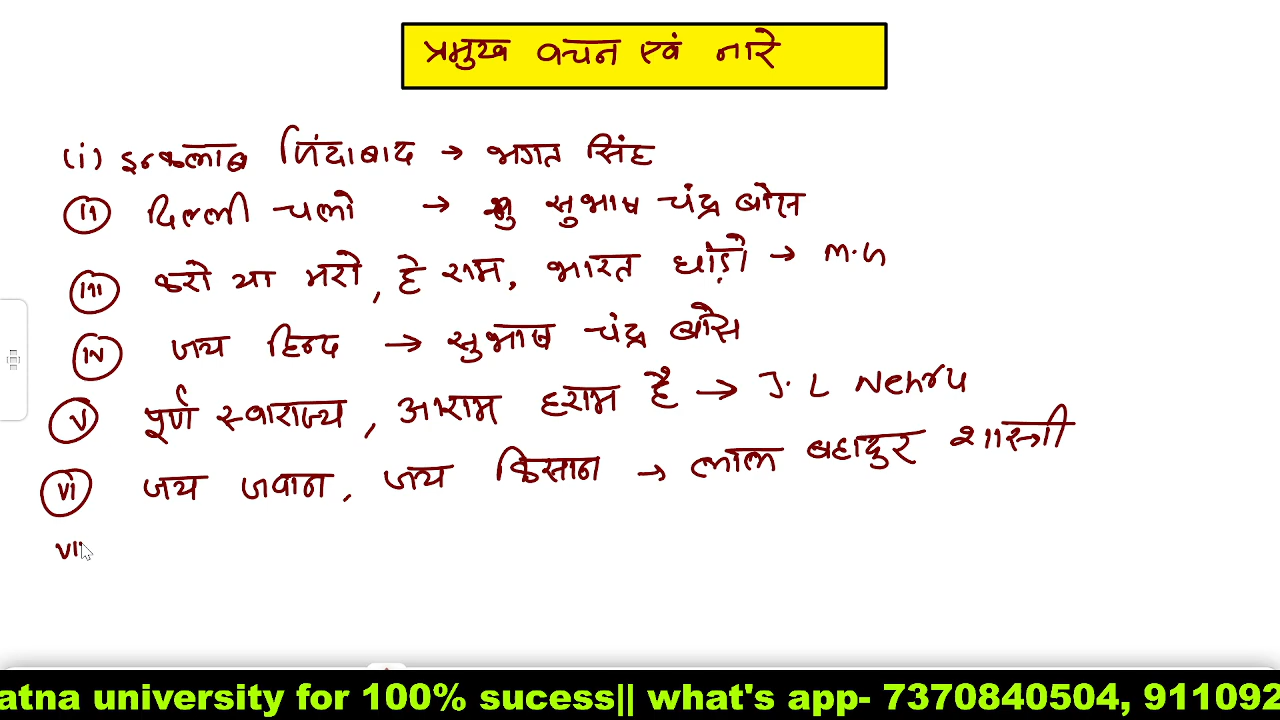 प्रमुख वचन एवं नारे
(i) इन्कलाब जिंदाबाद → भगत सिंह
(ii) दिल्ली चलो → सुभाष चंद्र बोस
(iii) करो या मरो, हे राम, भारत छोड़ो → M.G
(iv) जय हिन्द → सुभाष चंद्र बोस
(v) पूर्ण स्वाराज्य, आराम हराम है → J.L Nehru
(vi) जय जवान, जय किसान → लाल बहादुर शास्त्री
vii
atna university for 100% sucess|| what's app- 7370840504, 911092